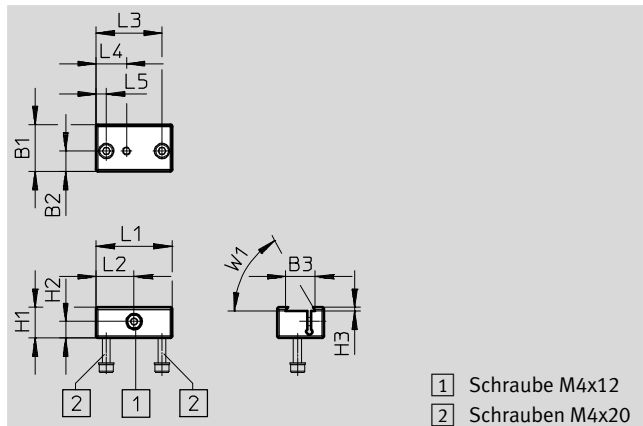 L3
L4
L5
B1
B2
L1
L2
W1
B3
H1
H2
H3
2
1
2
1 Schraube M4x12
2 Schrauben M4x20